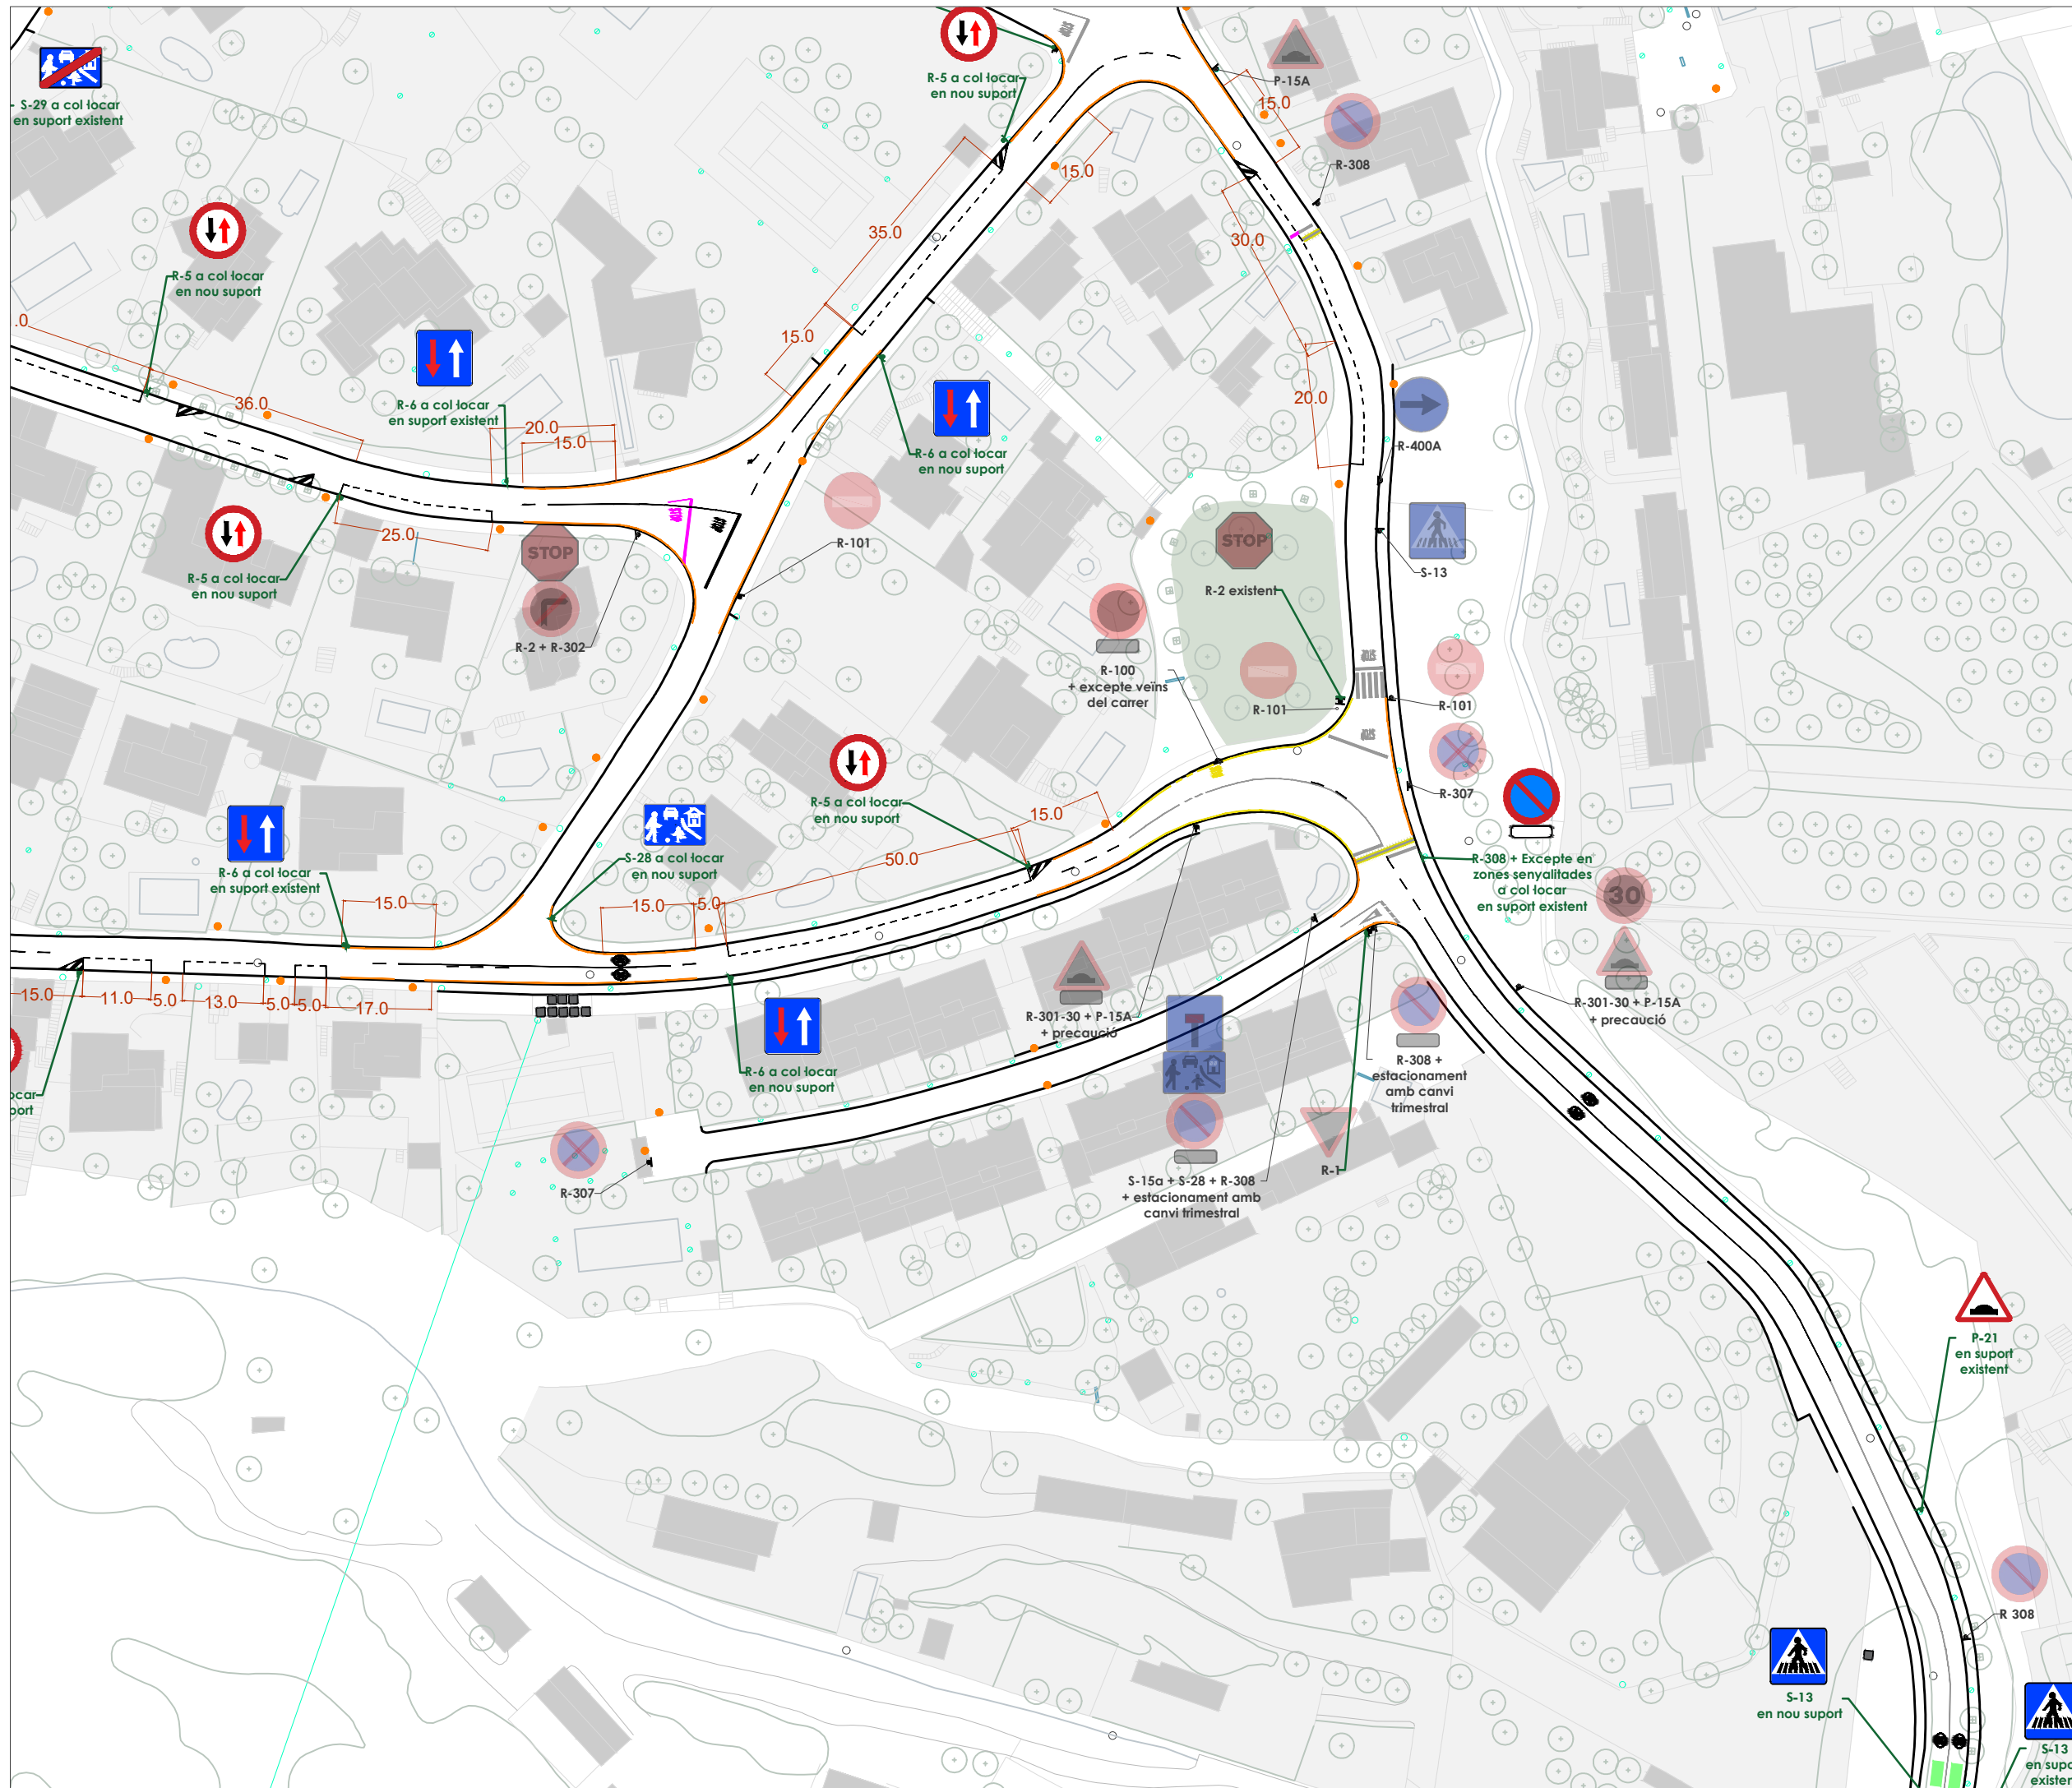 S-29 a col·locar
en suport existent
R-5 a col·locar
en nou suport
P-15A
15.0
R-308
15.0
35.0
30.0
R-5 a col·locar
en nou suport
.0
15.0
36.0
R-6 a col·locar
en suport existent
20.0
15.0
20.0
R-6 a col·locar
en nou suport
R-400A
25.0
R-5 a col·locar
en nou suport
STOP
R-2 + R-302
R-101
STOP
R-2 existent
S-13
R-100
+ excepte veïns
del carrer
R-101
R-101
R-307
R-5 a col·locar
en nou suport
15.0
50.0
S-28 a col·locar
en nou suport
R-6 a col·locar
en suport existent
15.0
15.0
5.0
R-308 + Excepte en
zones senyalitades
a col·locar
en suport existent
30
15.0
11.0
5.0
13.0
5.0
5.0
17.0
R-301-30 + P-15A
+ precaució
R-301-30 + P-15A
+ precaució
R-6 a col·locar
en nou suport
R-308 +
estacionament
amb canvi
trimestral
R-307
R-1
S-15a + S-28 + R-308
+ estacionament amb
canvi trimestral
P-21
en suport
existent
R 308
S-13
en nou suport
S-13